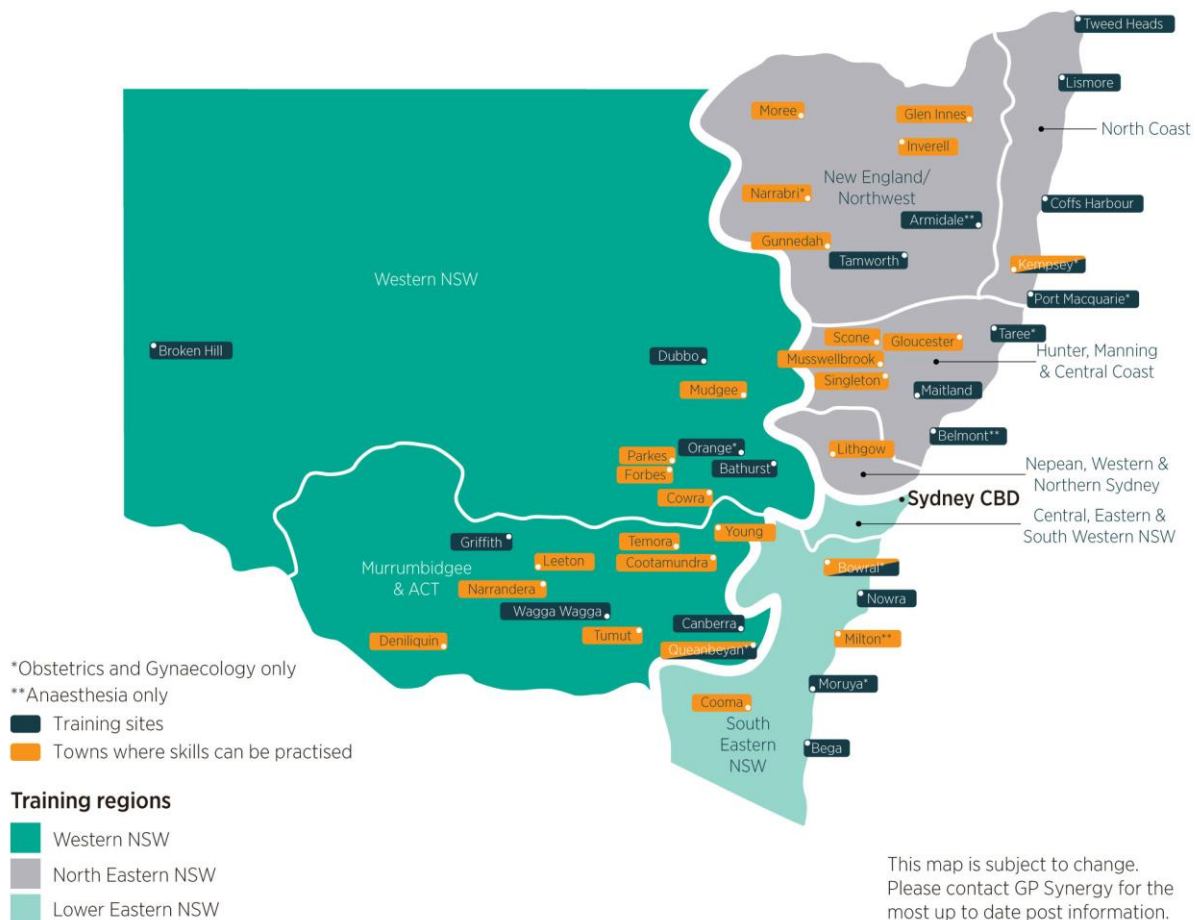 Tweed Heads
Lismore
North Coast
Moree
Glen Innes
Inverell
New England/
Northwest
Narrabri*
Armidale**
Coffs Harbour
Gunnedah
Tamworth
Kempsey*
Port Macquarie*
Western NSW
Broken Hill
Dubbo
Mudgee
Scone
Gloucester
Taree*
Musswellbrook
Hunter, Manning
& Central Coast
Singleton
Maitland
Belmont**
Orange*
Parkes
Bathurst
Forbes
Cowra
Lithgow
Nepean, Western &
Northern Sydney
Sydney CBD
Central, Eastern &
South Western NSW
Griffith
Temora
Young
Leeton
Cootamundra
Murrumbidgee
& ACT
Narrandera
Wagga Wagga
Bowral*
Nowra
Canberra
Tumut
Deniliquin
Queanbeyan*
Milton**
Moruya*
Cooma
South
Eastern
NSW
Bega
*Obstetrics and Gynaecology only
**Anaesthesia only
Training sites
Towns where skills can be practised
Training regions
Western NSW
North Eastern NSW
Lower Eastern NSW
This map is subject to change.
Please contact GP Synergy for the
most up to date post information.